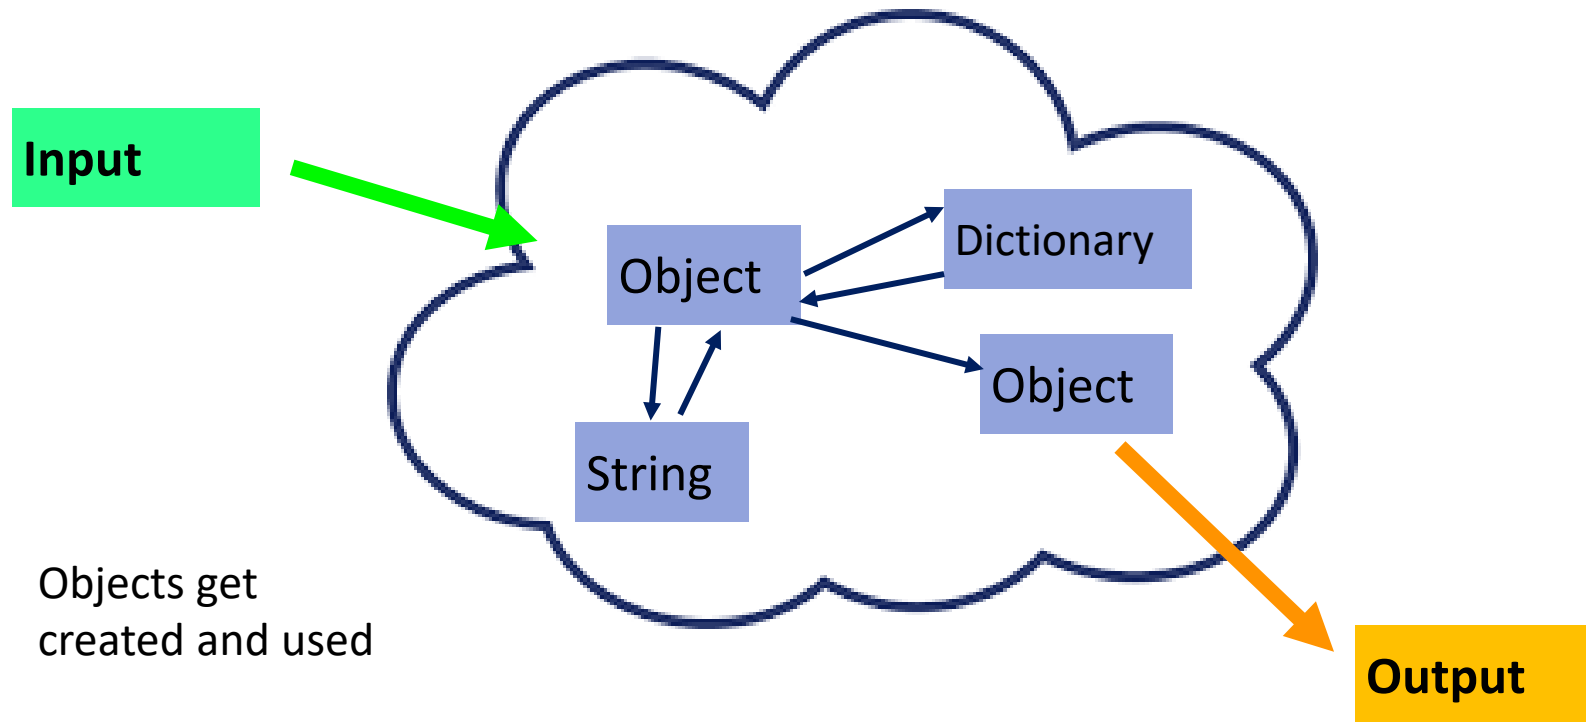 Input
Dictionary
Object
Object
String
Objects get
created and used
Output